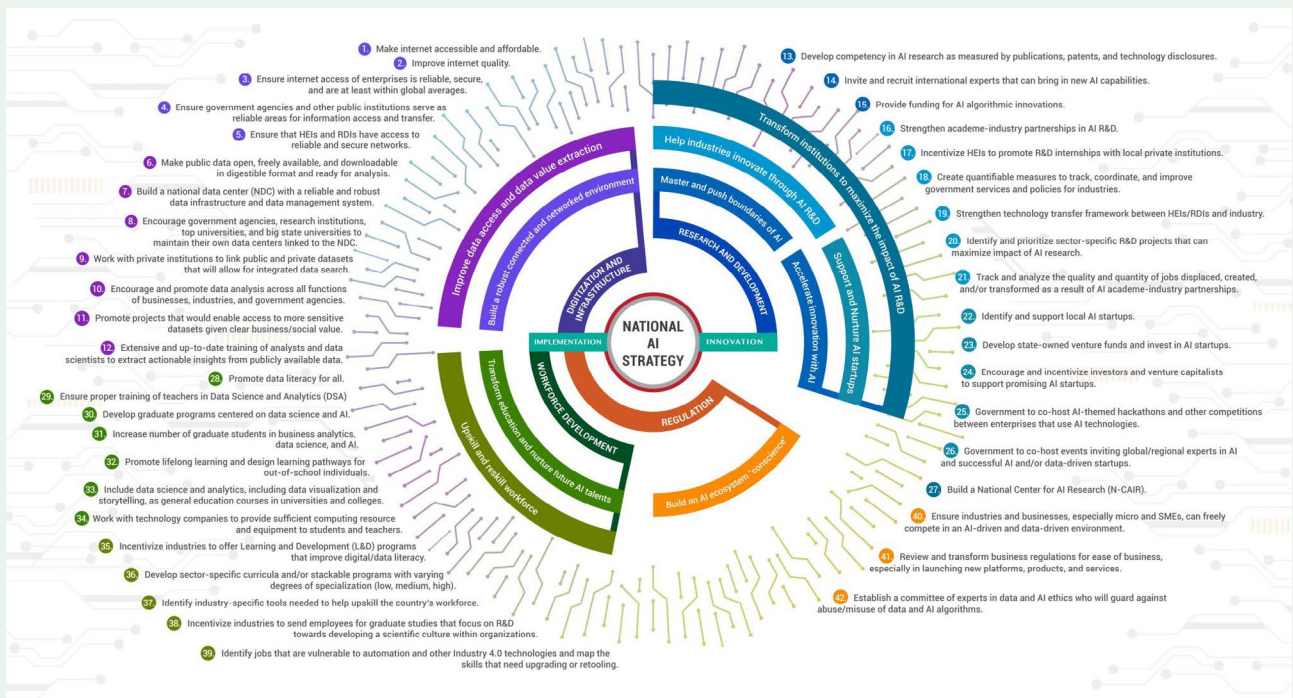 1. Make internet accessible and affordable.
2. Improve internet quality.
3. Ensure internet access of enterprises is reliable, secure,
and are at least within global averages.
4. Ensure government agencies and other public institutions serve as
reliable areas for information access and transfer.
5. Ensure that HEIs and RDIs have access to
reliable and secure networks.
6. Make public data open, freely available, and downloadable
in digestible format and ready for analysis.
7. Build a national data center (NDC) with a reliable and robust
data infrastructure and data management system.
8. Encourage government agencies, research institutions,
top universities, and big state universities to
maintain their own data centers linked to the NDC.
9. Work with private institutions to link public and private datasets
that will allow for integrated data search.
10. Encourage and promote data analysis across all functions
of businesses, industries, and government agencies.
11. Promote projects that would enable access to more sensitive
datasets given clear business/social value.
12. Extensive and up-to-date training of analysts and data
scientists to extract actionable insights from publicly available data.
28. Promote data literacy for all.
29. Ensure proper training of teachers in Data Science and Analytics (DSA)
30. Develop graduate programs centered on data science and AI.
31. Increase number of graduate students in business analytics,
data science, and AI.
32. Promote lifelong learning and design learning pathways for
out-of-school individuals.
33. Include data science and analytics, including data visualization and
storytelling, as general education courses in universities and colleges.
34. Work with technology companies to provide sufficient computing resource
and equipment to students and teachers.
35. Incentivize industries to offer Learning and Development (L&D) programs
that improve digital/data literacy.
36. Develop sector-specific curricula and/or stackable programs with varying
degrees of specialization (low, medium, high).
37. Identify industry-specific tools needed to help upskill the country's workforce.
38. Incentivize industries to send employees for graduate studies that focus on R&D
towards developing a scientific culture within organizations.
39. Identify jobs that are vulnerable to automation and other Industry 4.0 technologies and map the
skills that need upgrading or retooling.
Improve data access and data value extraction
Build a robust connected and networked environment
DIGITIZATION AND
INFRASTRUCTURE
Transform institutions to maximize the impact of AI R&D
Help industries innovate through AI R&D
Master and push boundaries of AI
RESEARCH AND DEVELOPMENT
Accelerate innovation with AI
Support and Nurture AI startups
IMPLEMENTATION
NATIONAL
AI
STRATEGY
INNOVATION
WORKFORCE DEVELOPMENT
Transform education and nurture future AI talents
Upskill and reskill workforce
REGULATION
Build an AI ecosystem "conscience"
13. Develop competency in AI research as measured by publications, patents, and technology disclosures.
14. Invite and recruit international experts that can bring in new AI capabilities.
15. Provide funding for AI algorithmic innovations.
16. Strengthen academe-industry partnerships in AI R&D.
17. Incentivize HEIs to promote R&D internships with local private institutions.
18. Create quantifiable measures to track, coordinate, and improve
government services and policies for industries.
19. Strengthen technology transfer framework between HEIs/RDIs and industry.
20. Identify and prioritize sector-specific R&D projects that can
maximize impact of AI research.
21. Track and analyze the quality and quantity of jobs displaced, created,
and/or transformed as a result of AI academe-industry partnerships.
22. Identify and support local AI startups.
23. Develop state-owned venture funds and invest in AI startups.
24. Encourage and incentivize investors and venture capitalists
to support promising AI startups.
25. Government to co-host AI-themed hackathons and other competitions
between enterprises that use AI technologies.
26. Government to co-host events inviting global/regional experts in AI
and successful AI and/or data-driven startups.
27. Build a National Center for AI Research (N-CAIR).
40. Ensure industries and businesses, especially micro and SMEs, can freely
compete in an AI-driven and data-driven environment.
41. Review and transform business regulations for ease of business,
especially in launching new platforms, products, and services.
42. Establish a committee of experts in data and AI ethics who will guard against
abuse/misuse of data and AI algorithms.